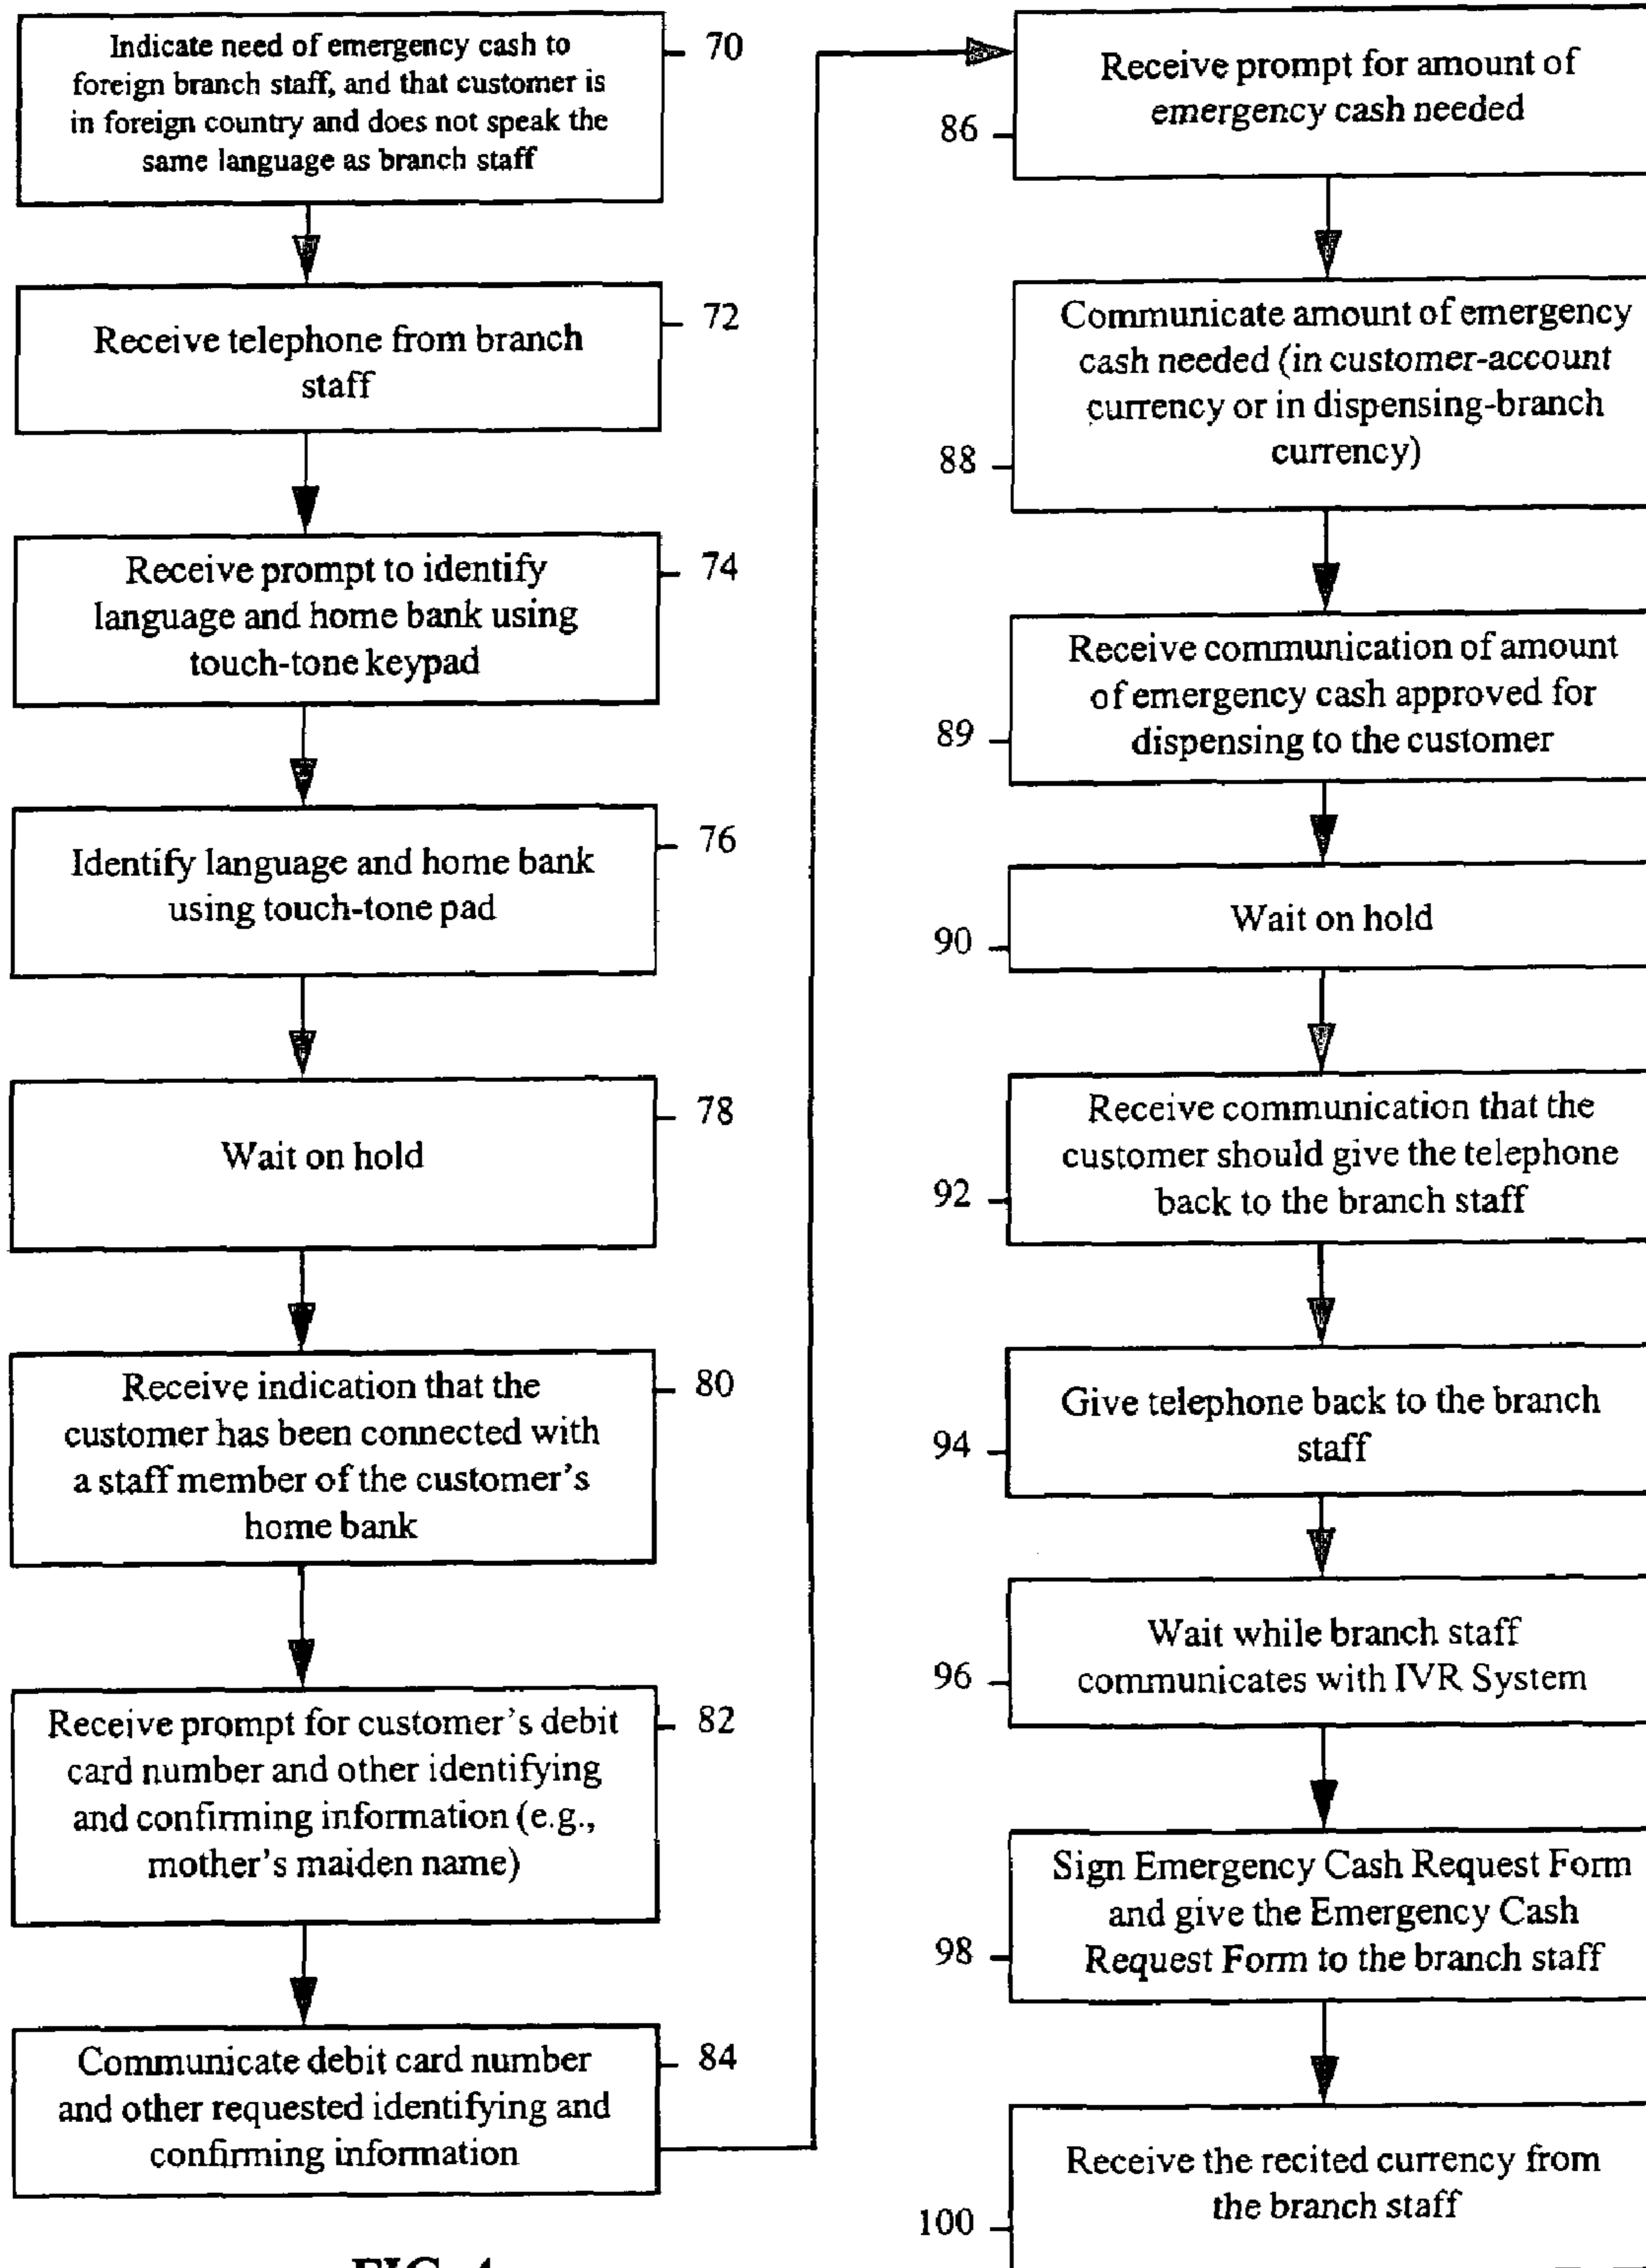 Indicate need of emergency cash to
foreign branch staff, and that customer is
in foreign country and does not speak the
same language as branch staff
70
Receive telephone from branch
staff
72
Receive prompt to identify
language and home bank using
touch-tone keypad
74
Identify language and home bank
using touch-tone pad
76
Wait on hold
78
Receive indication that the
customer has been connected with
a staff member of the customer's
home bank
80
Receive prompt for customer's debit
card number and other identifying
and confirming information (e.g.,
mother's maiden name)
82
Communicate debit card number
and other requested identifying and
confirming information
84
Receive prompt for amount of
emergency cash needed
86
Communicate amount of emergency
cash needed (in customer-account
currency or in dispensing-branch
currency)
88
Receive communication of amount
of emergency cash approved for
dispensing to the customer
89
Wait on hold
90
Receive communication that the
customer should give the telephone
back to the branch staff
92
Give telephone back to the branch
staff
94
Wait while branch staff
communicates with IVR System
96
Sign Emergency Cash Request Form
and give the Emergency Cash
Request Form to the branch staff
98
Receive the recited currency from
the branch staff
100